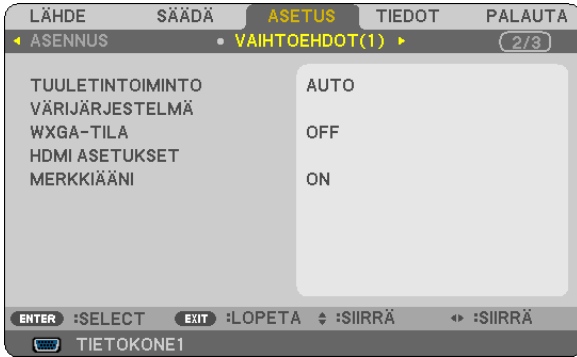 LÄHDE SÄÄDÄ ASETUS TIEDOT PALAUTA
ASENNUS VAIHTOEHDOT(1) 2/3
TUULETINTOIMINTO AUTO
VÄRIJÄRJESTELMÄ
WXGA-TILA OFF
HDMI ASETUKSET
MERKKIÄÄNI ON
ENTER :SELECT EXIT :LOPETA :SIIRRÄ :SIIRRÄ
TIETOKONE1